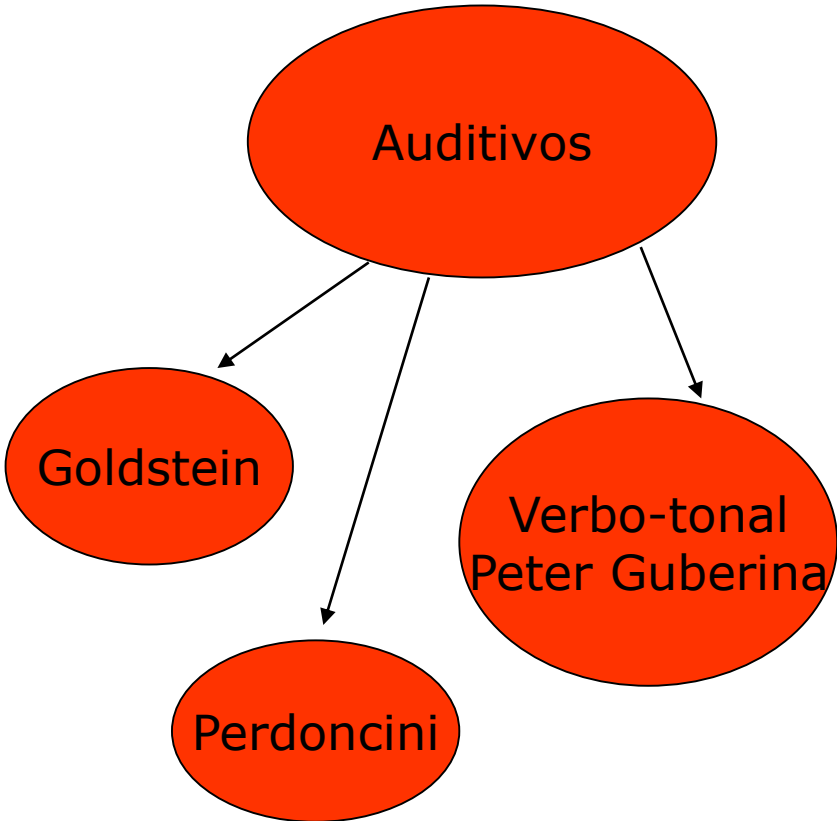 Auditivos
Goldstein
Verbo-tonal
Peter Guberina
Perdoncini